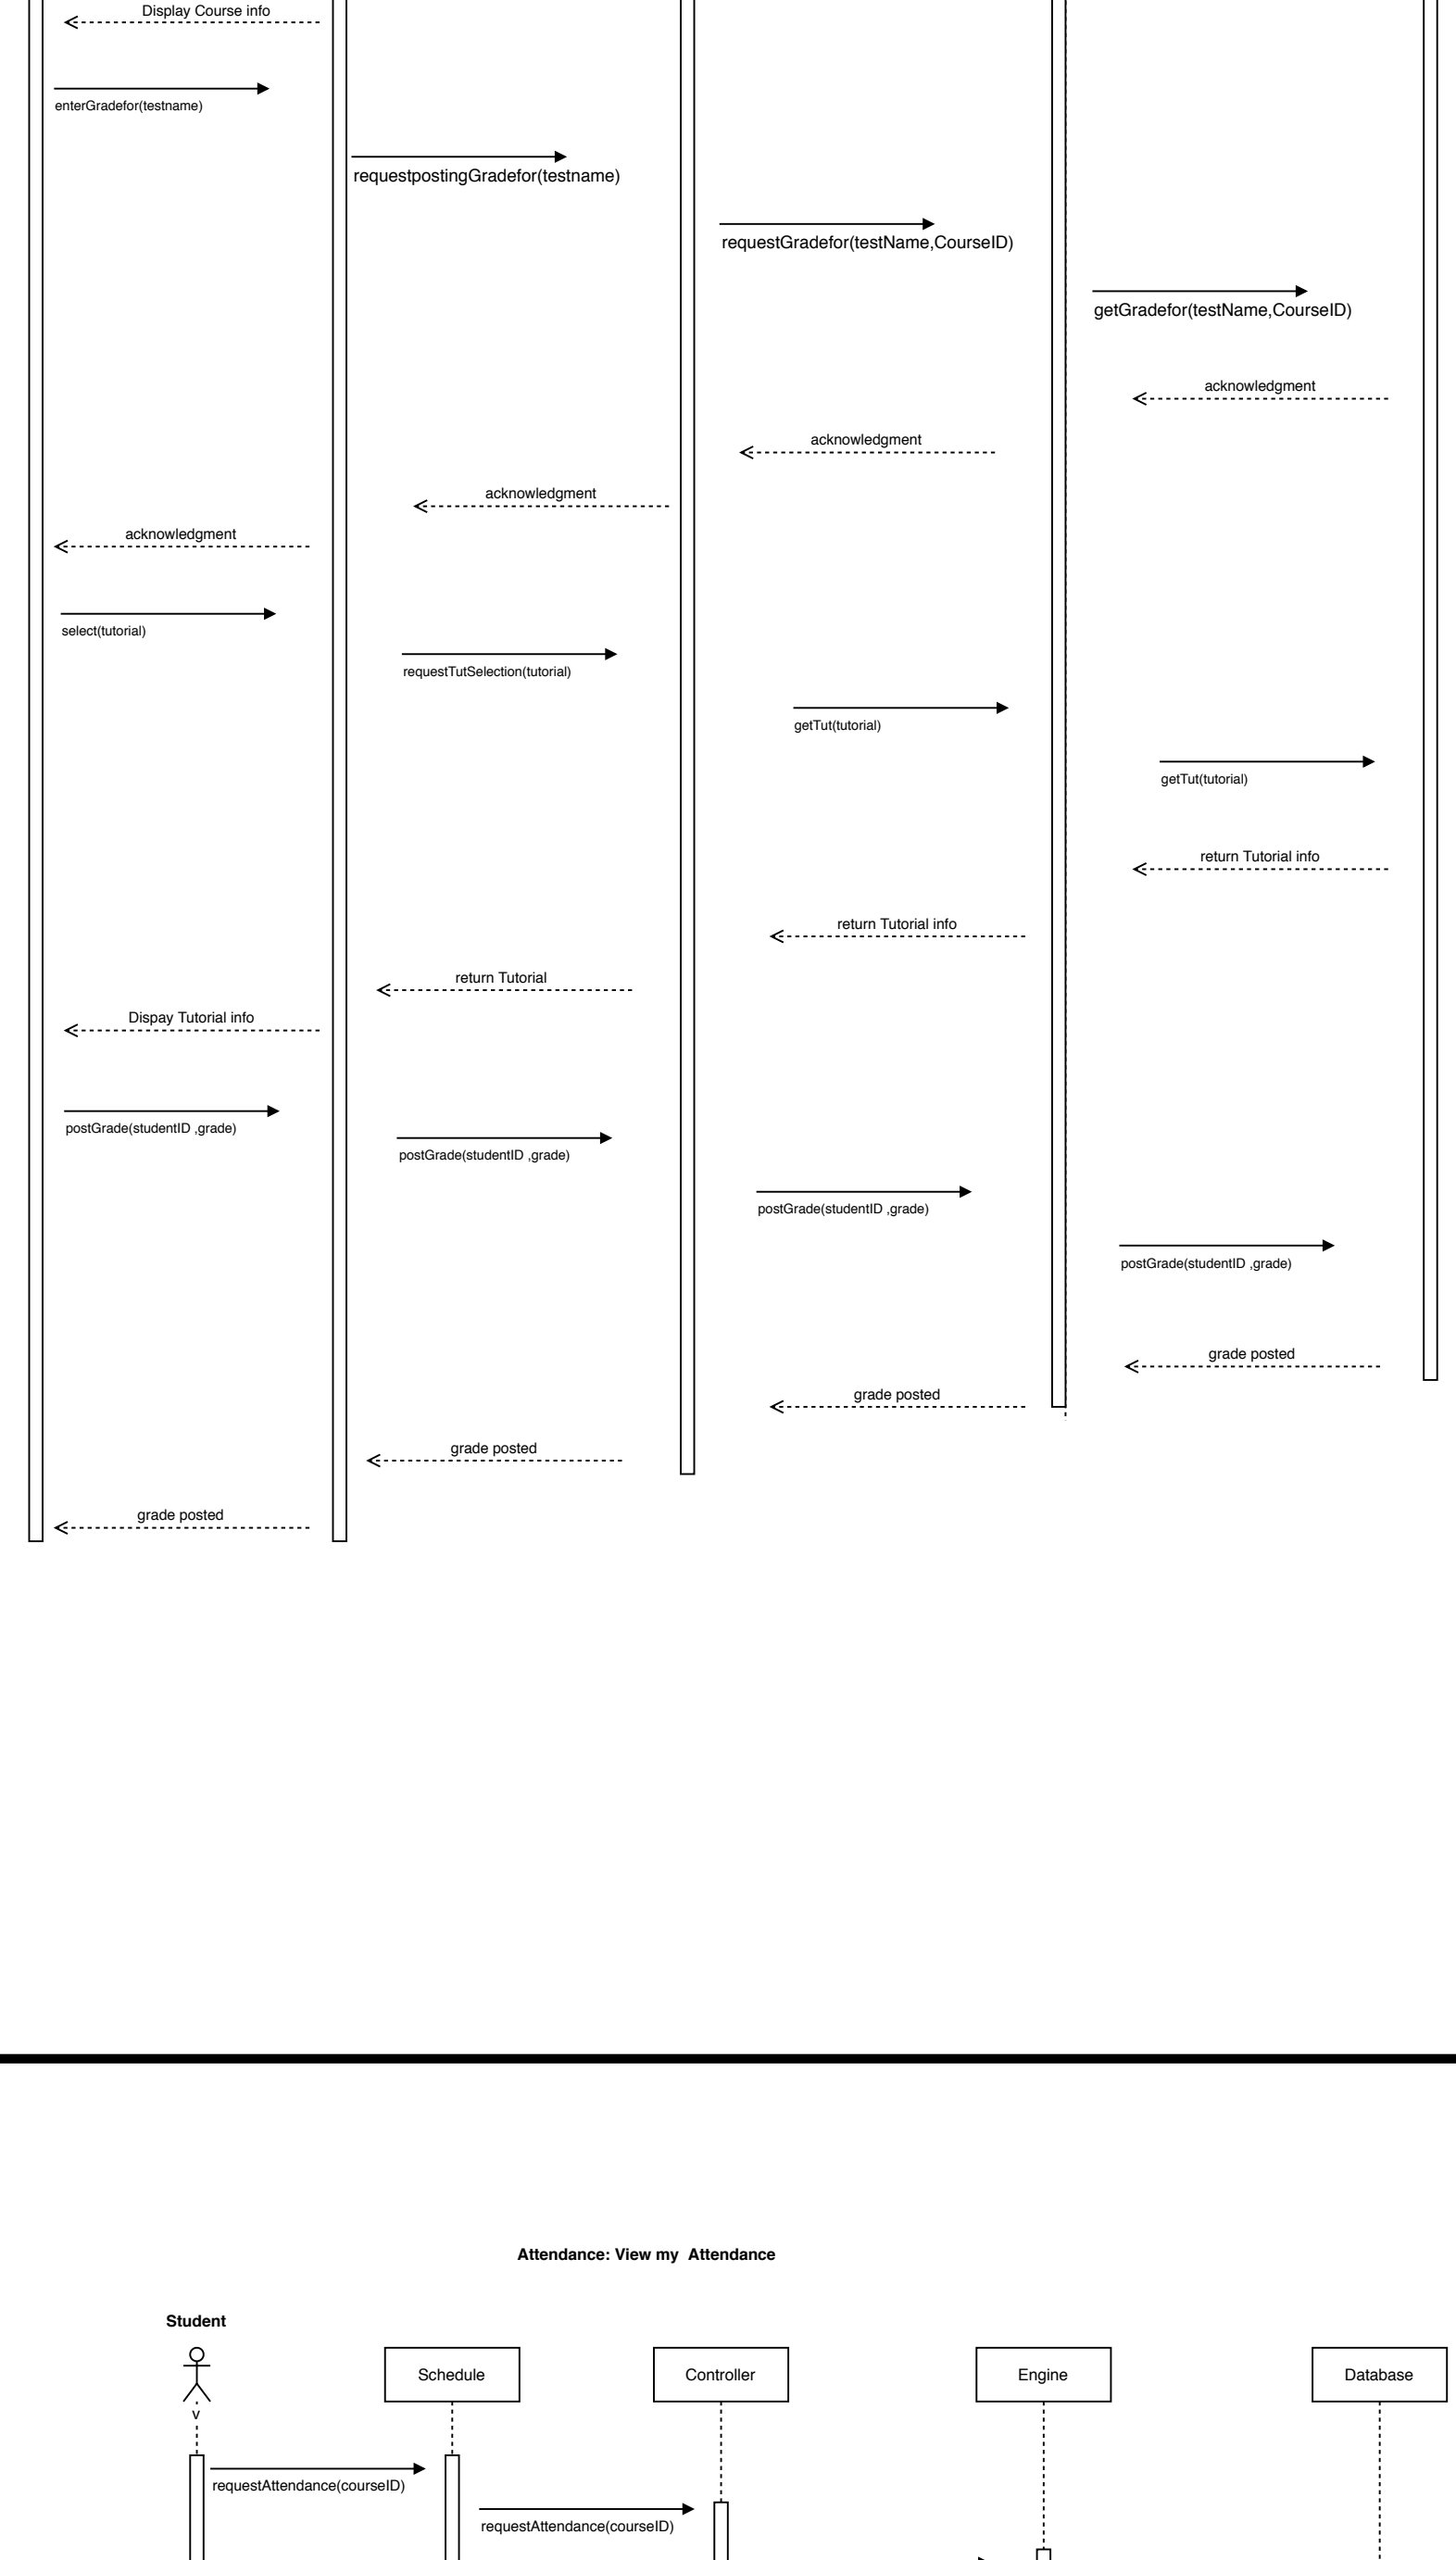 Display Course info
enterGradefor(testname)
requestpostingGradefor(testname)
requestGradefor(testName,CourseID)
getGradefor(testName,CourseID)
acknowledgment
acknowledgment
acknowledgment
acknowledgment
select(tutorial)
requestTutSelection(tutorial)
getTut(tutorial)
getTut(tutorial)
return Tutorial info
return Tutorial info
return Tutorial
Dispay Tutorial info
postGrade(studentID ,grade)
postGrade(studentID ,grade)
postGrade(studentID ,grade)
postGrade(studentID ,grade)
grade posted
grade posted
grade posted
grade posted
Attendance: View my  Attendance
Student
Schedule
Controller
Engine
Database
v
requestAttendance(courseID)
requestAttendance(courseID)